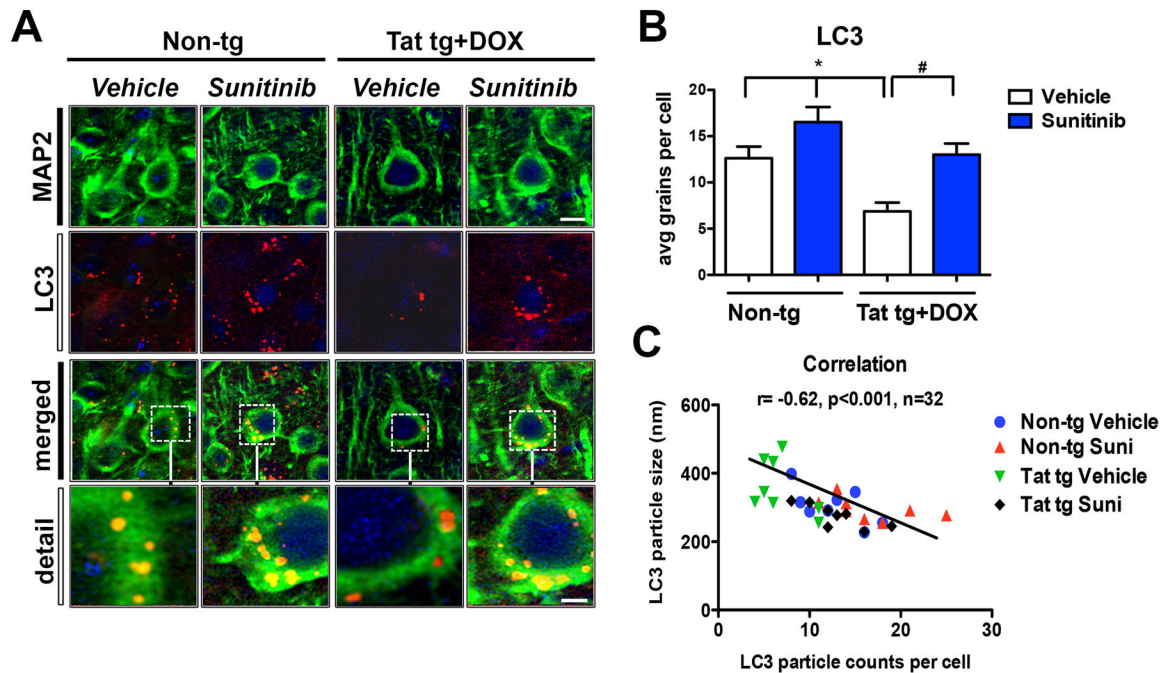 A
Non-tg
Tat tg+DOX
Vehicle
Sunitinib
Vehicle
Sunitinib
MAP2
LC3
merged
detail
B
LC3
*
#
Vehicle
Sunitinib
avg grains per cell
20
15
10
5
0
Non-tg
Tat tg+DOX
C
Correlation
r= -0.62, p<0.001, n=32
LC3 particle size (nm)
600
400
200
0
0
10
20
30
LC3 particle counts per cell
Non-tg Vehicle
Non-tg Suni
Tat tg Vehicle
Tat tg Suni